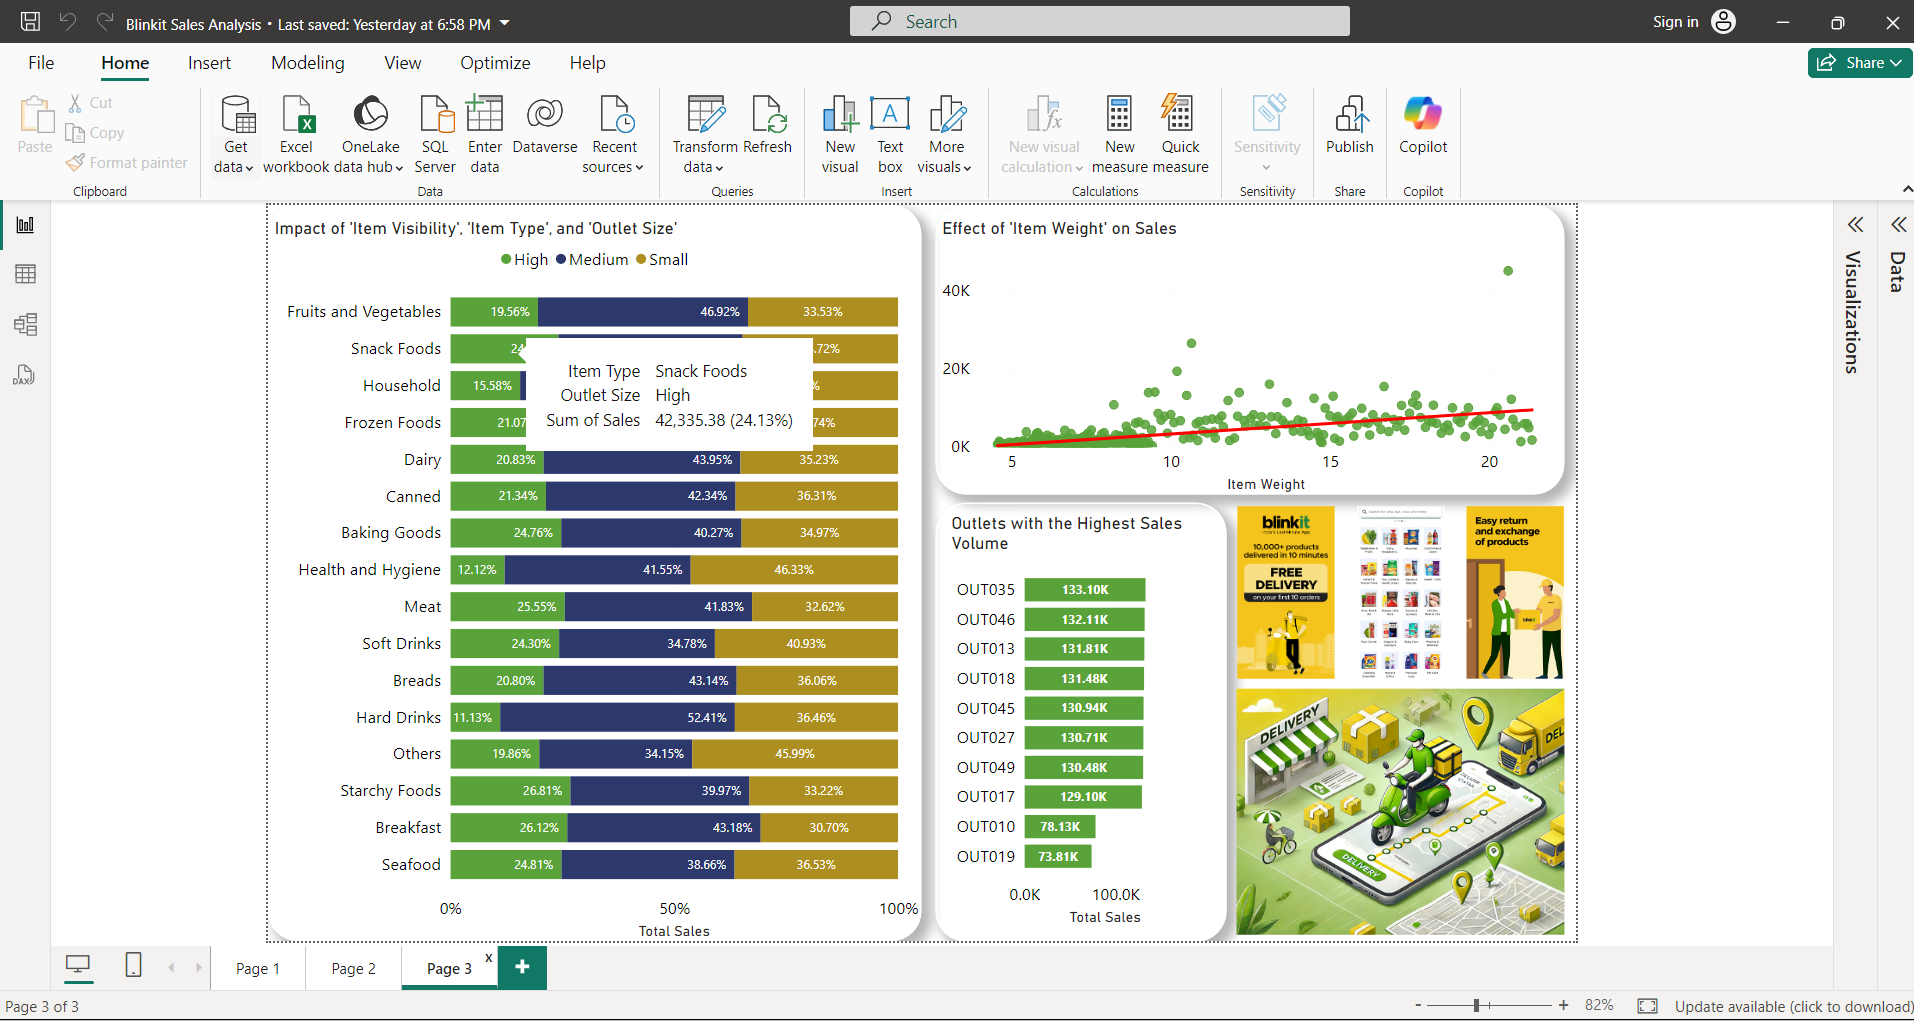 Blinkit Sales Analysis • Last saved: Yesterday at 6:58 PM
Search
Sign in
File Home Insert Modeling View Optimize Help
Share
Paste
Cut
Copy
Format painter
Clipboard
Get data
Excel workbook
OneLake data hub
SQL Server
Enter data
Dataverse
Recent sources
Data
Transform data
Refresh
Queries
New visual
Text box
More visuals
Insert
New visual calculation
New measure
Quick measure
Calculations
Sensitivity
Sensitivity
Publish
Share
Copilot
Copilot
DAX
Impact of 'Item Visibility', 'Item Type', and 'Outlet Size'
High Medium Small
Fruits and Vegetables 19.56% 46.92% 33.53%
Snack Foods 24 .72%
Household 15.58% %
Frozen Foods 21.07 74%
Dairy 20.83% 43.95% 35.23%
Canned 21.34% 42.34% 36.31%
Baking Goods 24.76% 40.27% 34.97%
Health and Hygiene 12.12% 41.55% 46.33%
Meat 25.55% 41.83% 32.62%
Soft Drinks 24.30% 34.78% 40.93%
Breads 20.80% 43.14% 36.06%
Hard Drinks 11.13% 52.41% 36.46%
Others 19.86% 34.15% 45.99%
Starchy Foods 26.81% 39.97% 33.22%
Breakfast 26.12% 43.18% 30.70%
Seafood 24.81% 38.66% 36.53%
0% 50% 100%
Total Sales
Item Type Snack Foods
Outlet Size High
Sum of Sales 42,335.38 (24.13%)
Effect of 'Item Weight' on Sales
40K
20K
0K
5 10 15 20
Item Weight
Outlets with the Highest Sales
Volume
OUT035 133.10K
OUT046 132.11K
OUT013 131.81K
OUT018 131.48K
OUT045 130.94K
OUT027 130.71K
OUT049 130.48K
OUT017 129.10K
OUT010 78.13K
OUT019 73.81K
0.0K 100.0K
Total Sales
blinkit
India's Last Minute App
10,000+ products
delivered in 10 minutes
FREE
DELIVERY
on your first 10 orders
Easy return
and exchange
of products
blinkit
DELIVERY
DEL
DELIVERY
Visualizations
Data
Page 1 Page 2 Page 3 x +
Page 3 of 3
- + 82%
Update available (click to download)